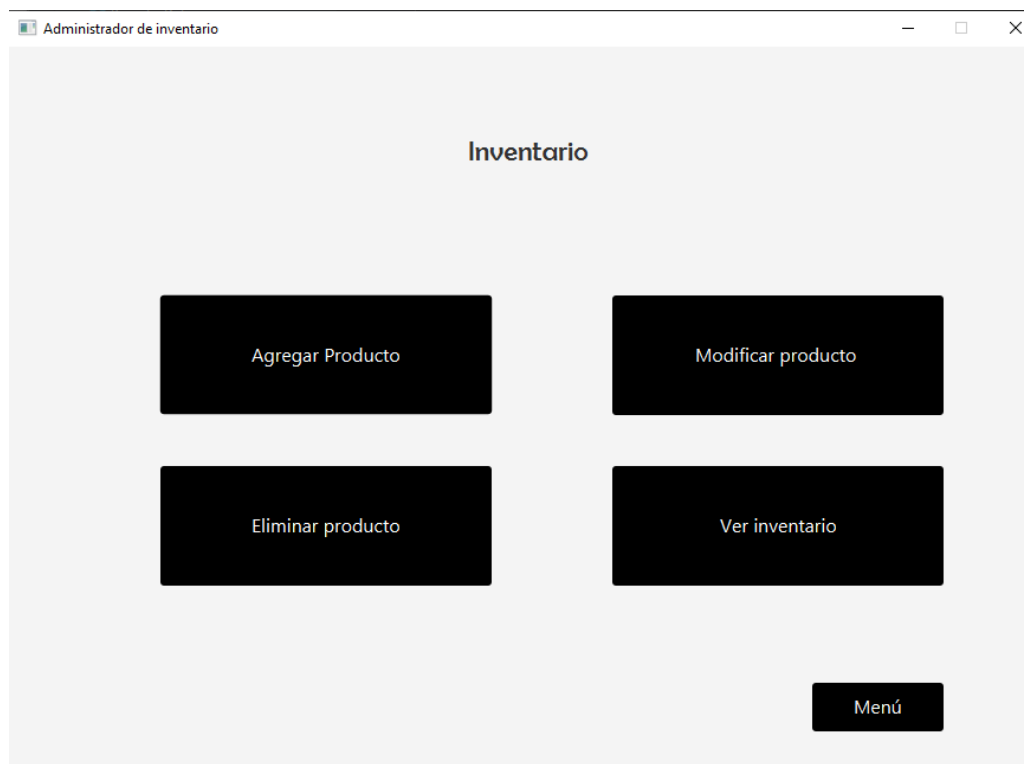 Administrador de inventario
Inventario
Agregar Producto
Modificar producto
Eliminar producto
Ver inventario
Menú